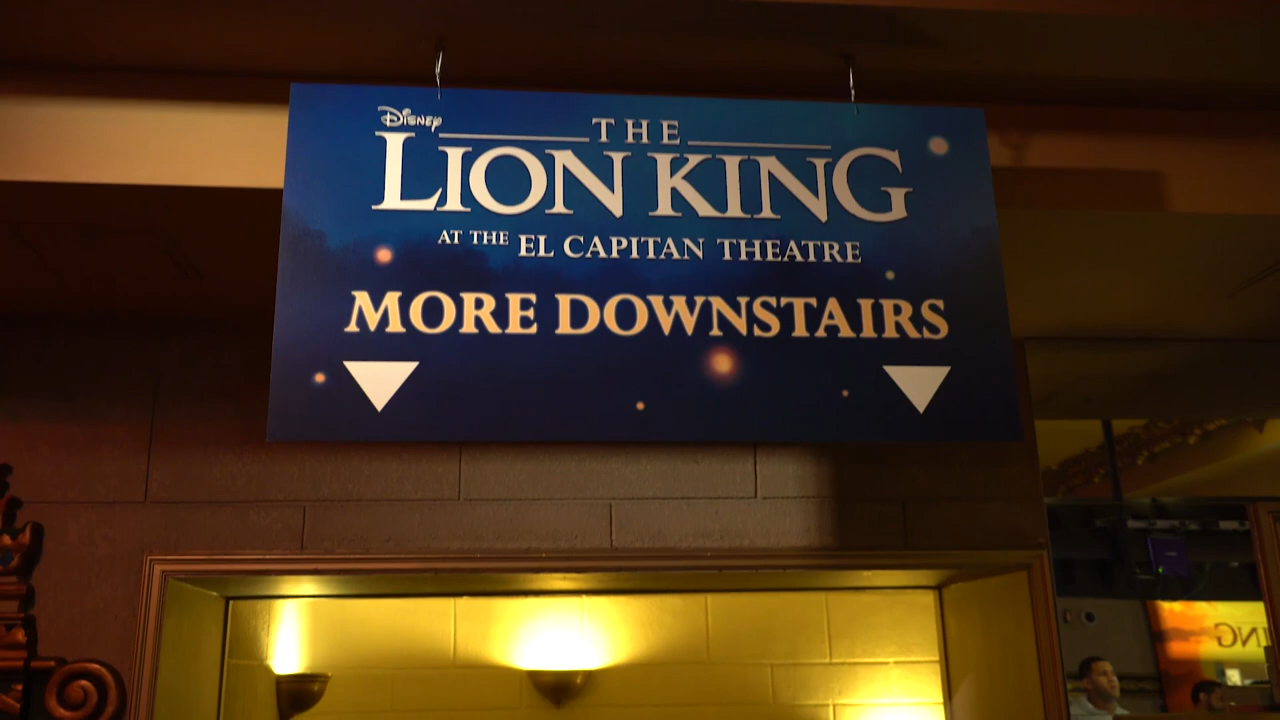 Disney
THE
LION KING
AT THE EL CAPITAN THEATRE
MORE DOWNSTAIRS